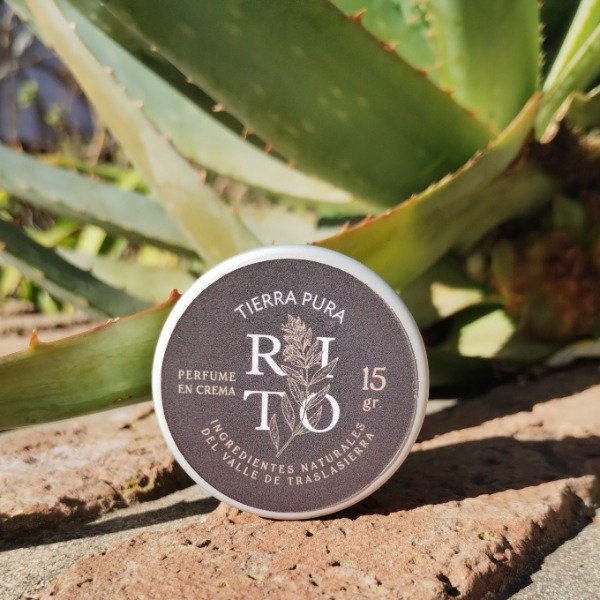 TIERRA PURA
RI
TO
PERFUME
EN CREMA
15
gr.
INGREDIENTES NATURALES
DEL VALLE DE TRASLASIERRA